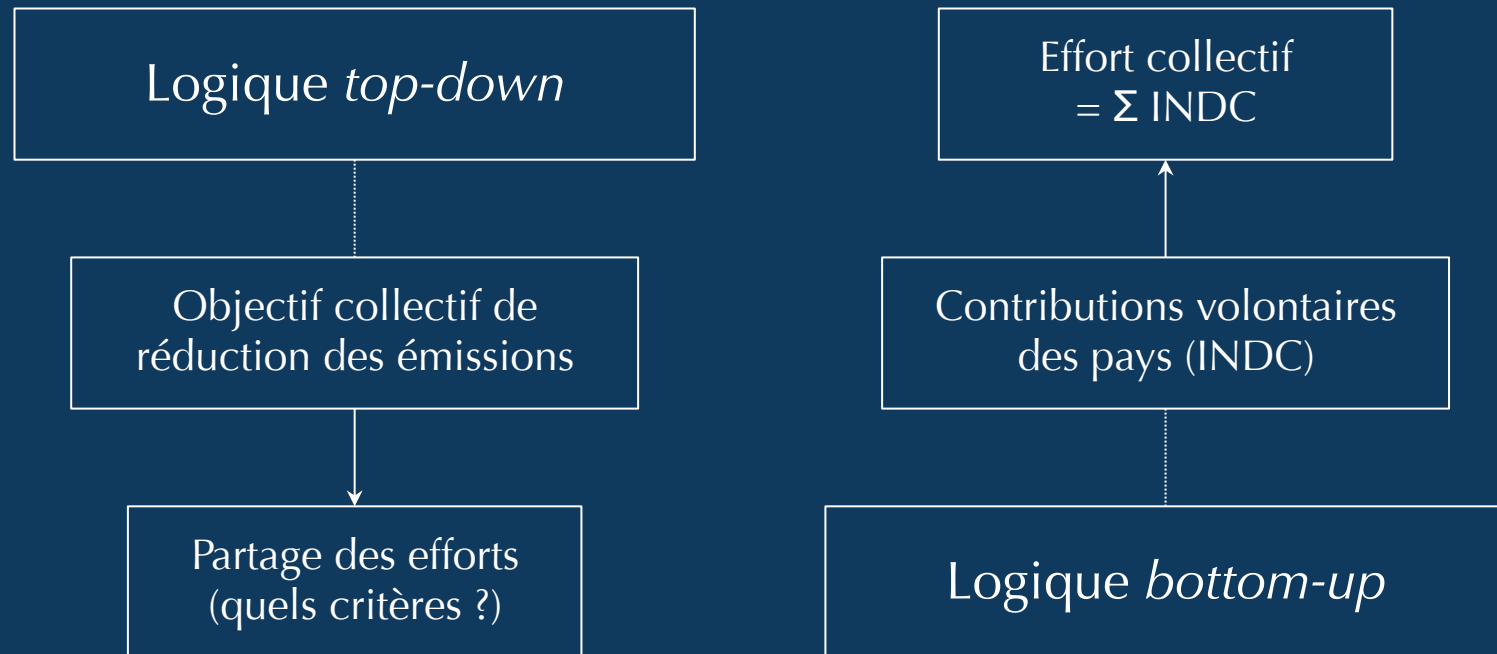 Logique top-down
Objectif collectif de
réduction des émissions
Partage des efforts
(quels critères ?)
Effort collectif
= Σ INDC
Contributions volontaires
des pays (INDC)
Logique bottom-up